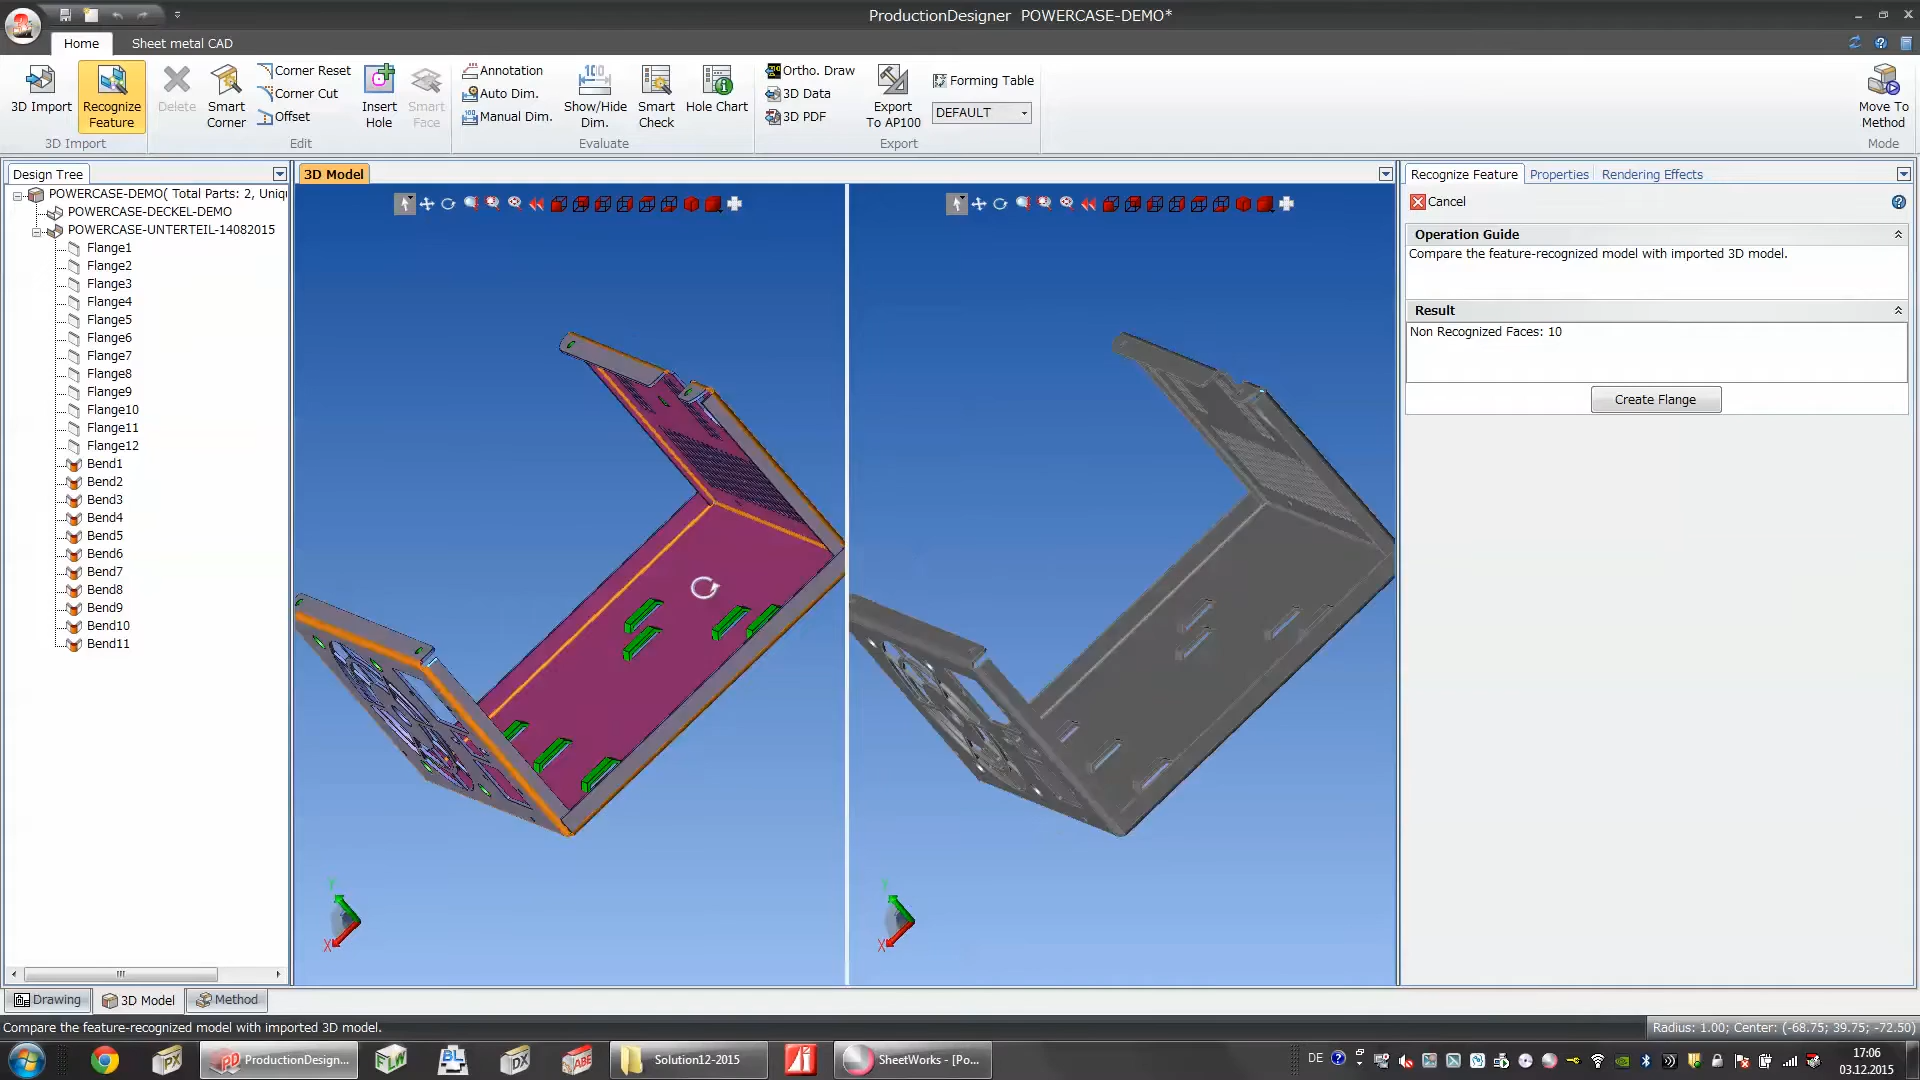 ProductionDesigner POWERCASE-DEMO*
Home
Sheet metal CAD
3D Import
Recognize
Feature
3D Import
Delete
Smart
Corner
Corner Reset
Corner Cut
Offset
Insert
Hole
Smart
Face
Edit
Annotation
Auto Dim.
Manual Dim.
Show/Hide
Dim.
Smart
Check
Hole Chart
Evaluate
Ortho. Draw
3D Data
3D PDF
Export
To AP100
Forming Table
DEFAULT
Export
Move To
Method
Mode
Design Tree
POWERCASE-DEMO( Total Parts: 2, Uniqu
POWERCASE-DECKEL-DEMO
POWERCASE-UNTERTEIL-14082015
Flange1
Flange2
Flange3
Flange4
Flange5
Flange6
Flange7
Flange8
Flange9
Flange10
Flange11
Flange12
Bend1
Bend2
Bend3
Bend4
Bend5
Bend6
Bend7
Bend8
Bend9
Bend10
Bend11
3D Model
Y
X
Y
X
Recognize Feature
Properties
Rendering Effects
Cancel
Operation Guide
Compare the feature-recognized model with imported 3D model.
Result
Non Recognized Faces: 10
Create Flange
Drawing
3D Model
Method
Compare the feature-recognized model with imported 3D model.
Radius: 1.00; Center: (-68.75; 39.75; -72.50)
PX
PD
ProductionDesign...
FLW
BL
DX
ABE
Solution12-2015
SheetWorks - [Po...
DE
17:06
03.12.2015